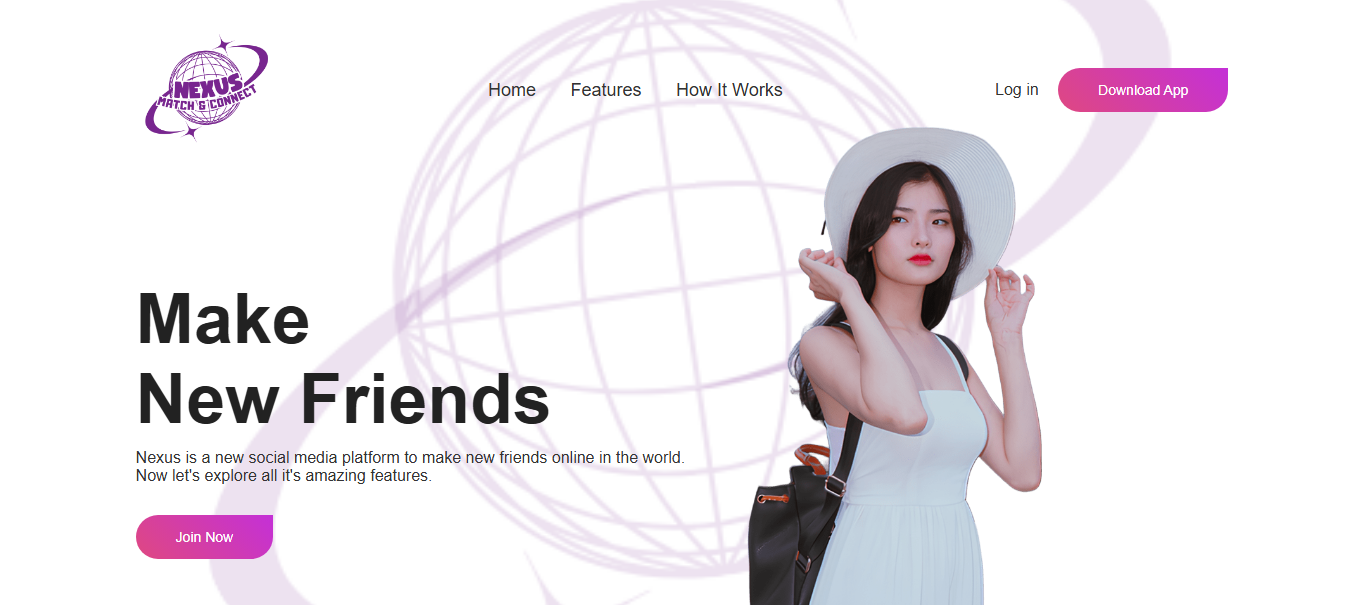 NEXUS
MATCH & CONNECT
Home Features How It Works
Log in Download App
Make
New Friends
Nexus is a new social media platform to make new friends online in the world.
Now let's explore all it's amazing features.
Join Now